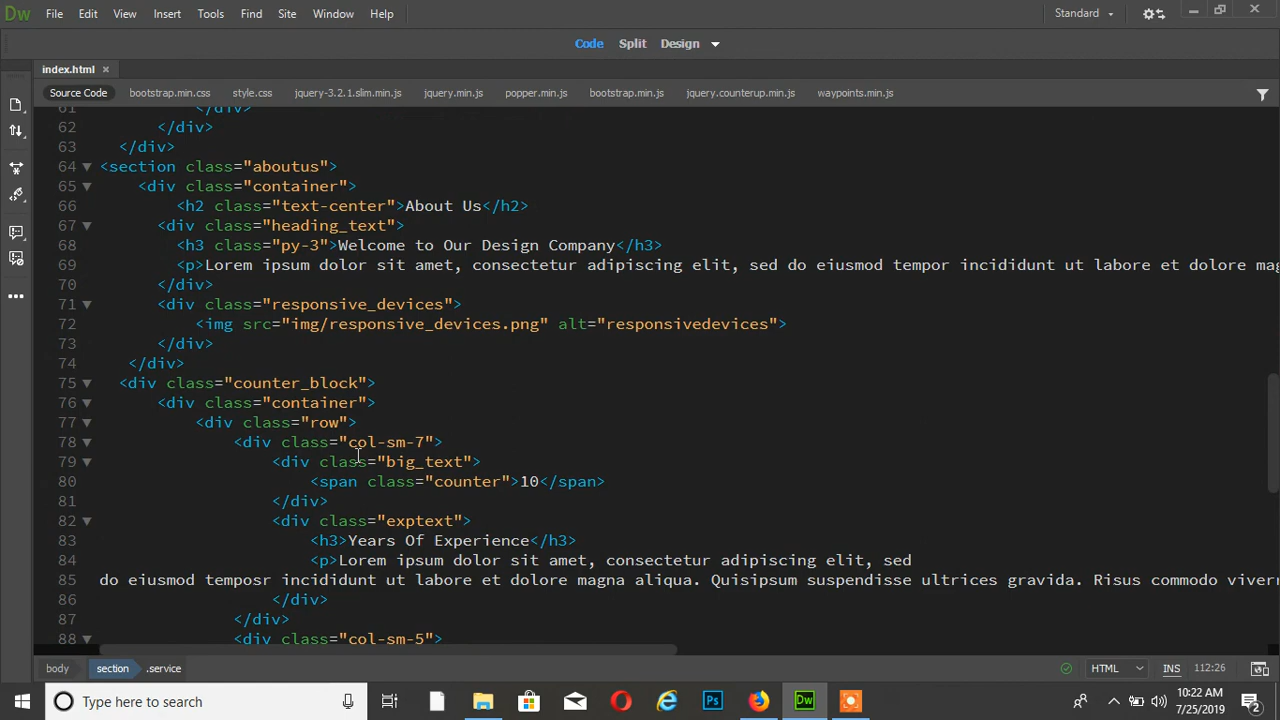 Dw File Edit View Insert Tools Find Site Window Help Standard
Code Split Design
index.html ×
Source Code bootstrap.min.css style.css jquery-3.2.1.slim.min.js jquery.min.js popper.min.js bootstrap.min.js jquery.counterup.min.js waypoints.min.js
61 </div>
62 </div>
63 </div>
64 <section class="aboutus">
65 <div class="container">
66 <h2 class="text-center">About Us</h2>
67 <div class="heading_text">
68 <h3 class="py-3">Welcome to Our Design Company</h3>
69 <p>Lorem ipsum dolor sit amet, consectetur adipiscing elit, sed do eiusmod tempor incididunt ut labore et dolore mag
70 </div>
71 <div class="responsive_devices">
72 <img src="img/responsive_devices.png" alt="responsivedevices">
73 </div>
74 </div>
75 <div class="counter_block">
76 <div class="container">
77 <div class="row">
78 <div class="col-sm-7">
79 <div class="big_text">
80 <span class="counter">10</span>
81 </div>
82 <div class="exptext">
83 <h3>Years Of Experience</h3>
84 <p>Lorem ipsum dolor sit amet, consectetur adipiscing elit, sed
85 do eiusmod temposr incididunt ut labore et dolore magna aliqua. Quisipsum suspendisse ultrices gravida. Risus commodo viverr
86 </div>
87 </div>
88 <div class="col-sm-5">
body section .service HTML INS 112:26
Type here to search Ps Dw 10:22 AM
7/25/2019 2